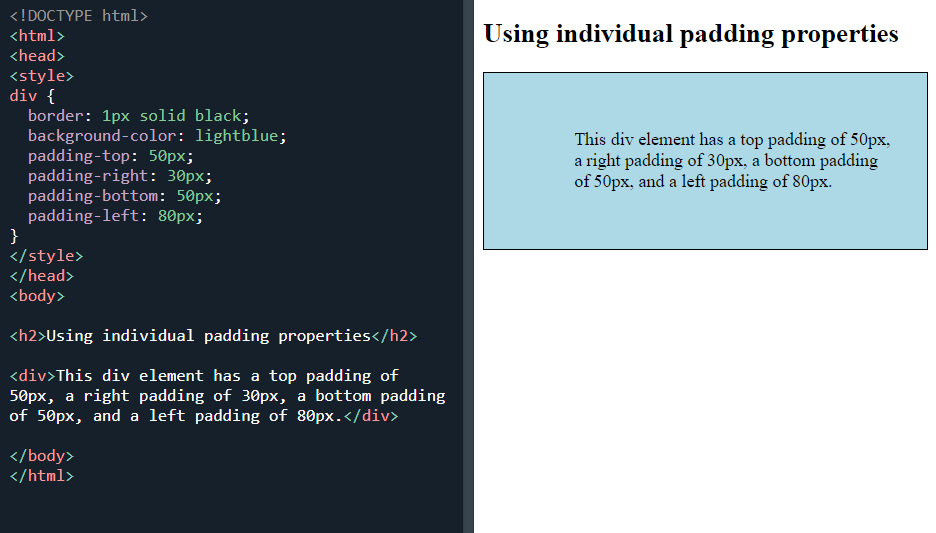 <!DOCTYPE html>
<html>
<head>
<style>
div {
  border: 1px solid black;
  background-color: lightblue;
  padding-top: 50px;
  padding-right: 30px;
  padding-bottom: 50px;
  padding-left: 80px;
}
</style>
</head>
<body>

<h2>Using individual padding properties</h2>

<div>This div element has a top padding of
50px, a right padding of 30px, a bottom padding
of 50px, and a left padding of 80px.</div>

</body>
</html>
Using individual padding properties
This div element has a top padding of 50px,
a right padding of 30px, a bottom padding
of 50px, and a left padding of 80px.